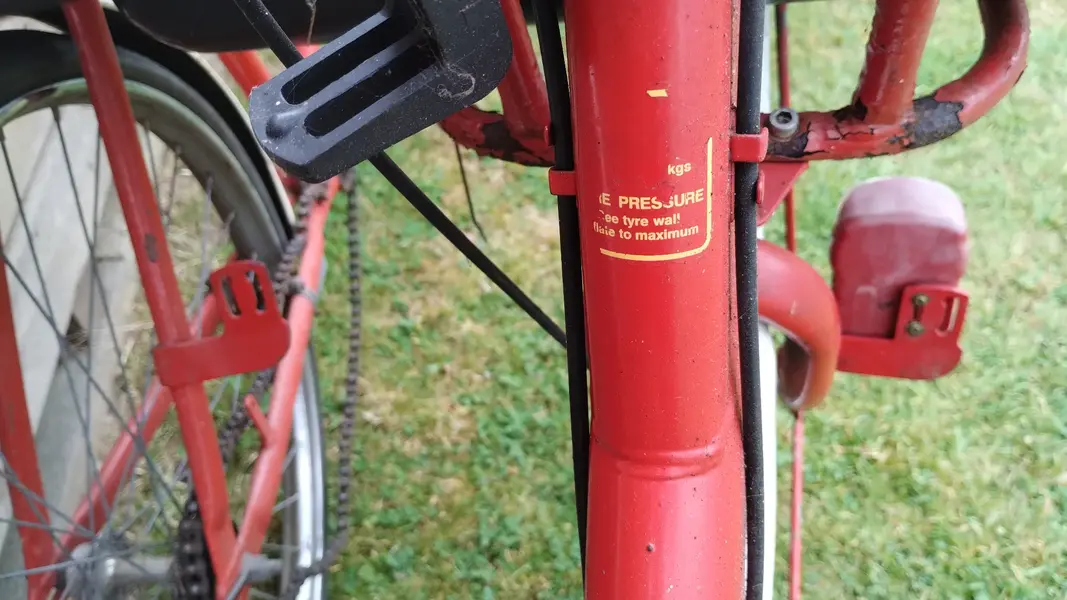 kgs
E PRESSURE
ee tyre wall
flate to maximum